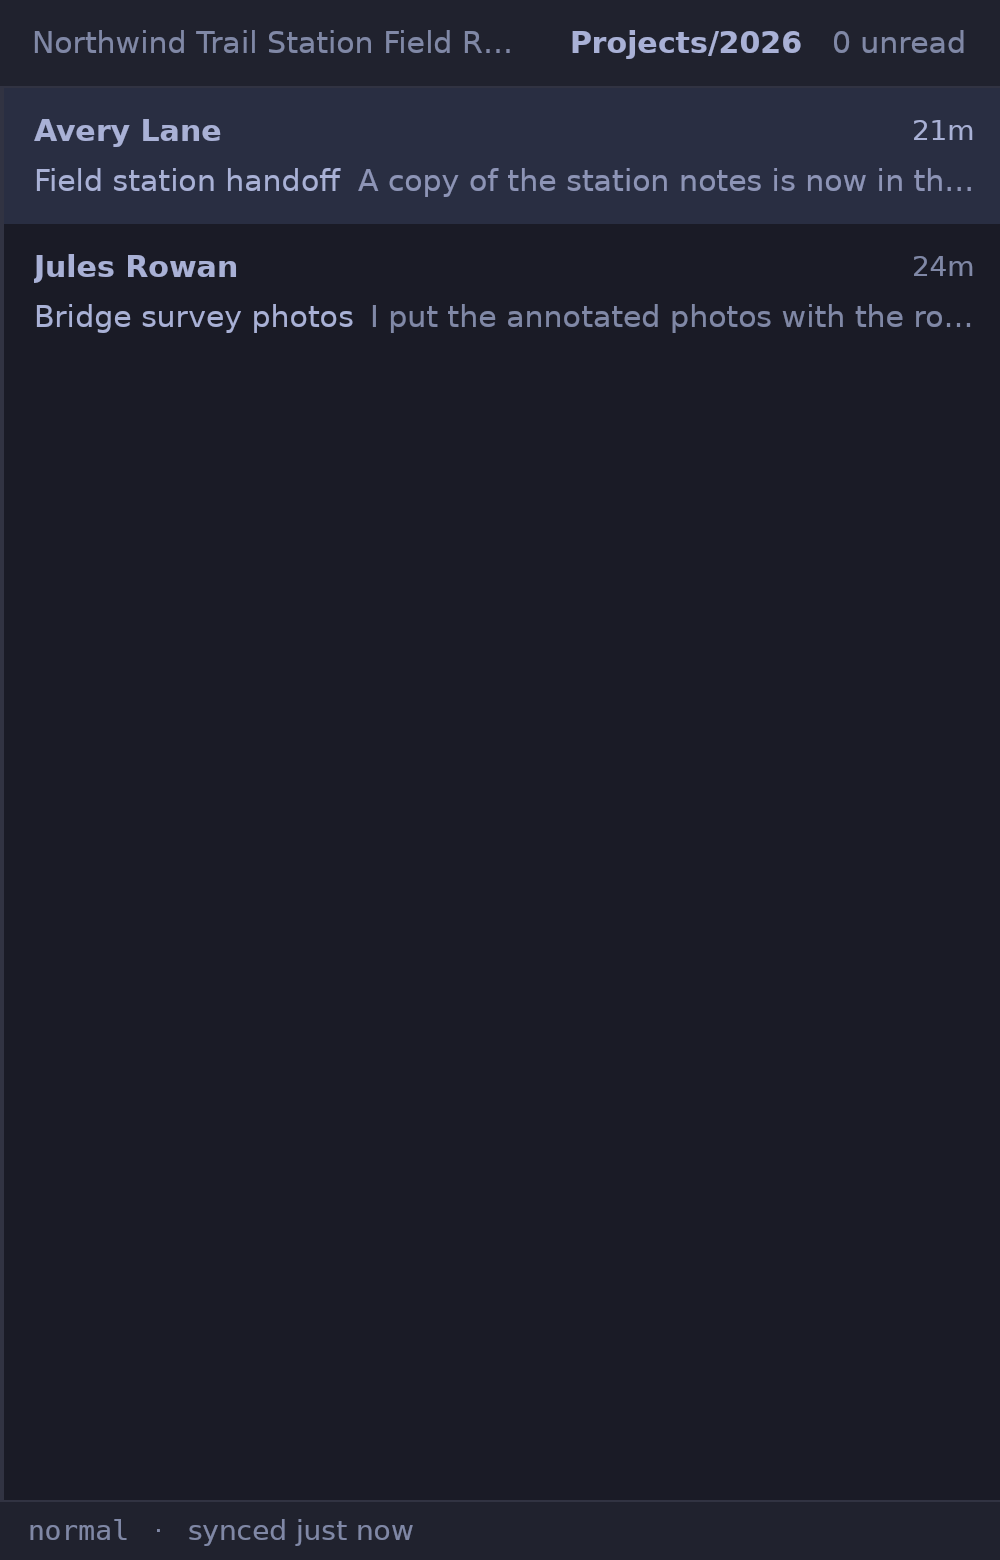 Northwind Trail Station Field R… Projects/2026 0 unread
Avery Lane 21m
Field station handoff A copy of the station notes is now in th…
Jules Rowan 24m
Bridge survey photos I put the annotated photos with the ro…
normal · synced just now